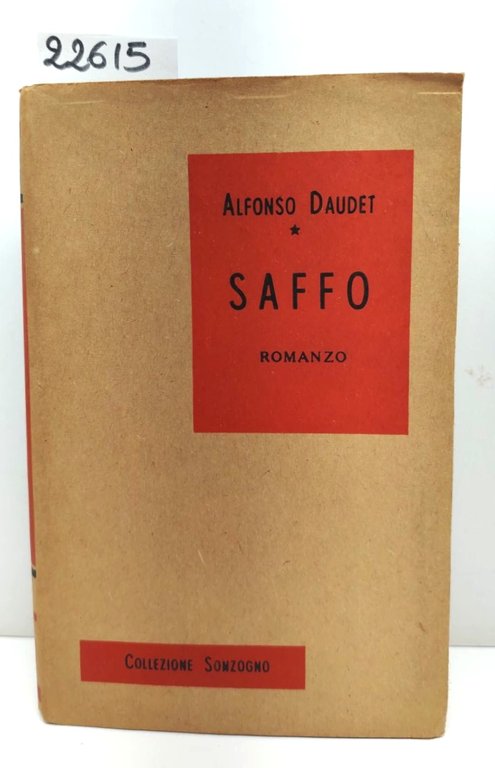 22615
ALFONSO DAUDET
★
SAFFO
ROMANZO
COLLEZIONE SONZOGNO